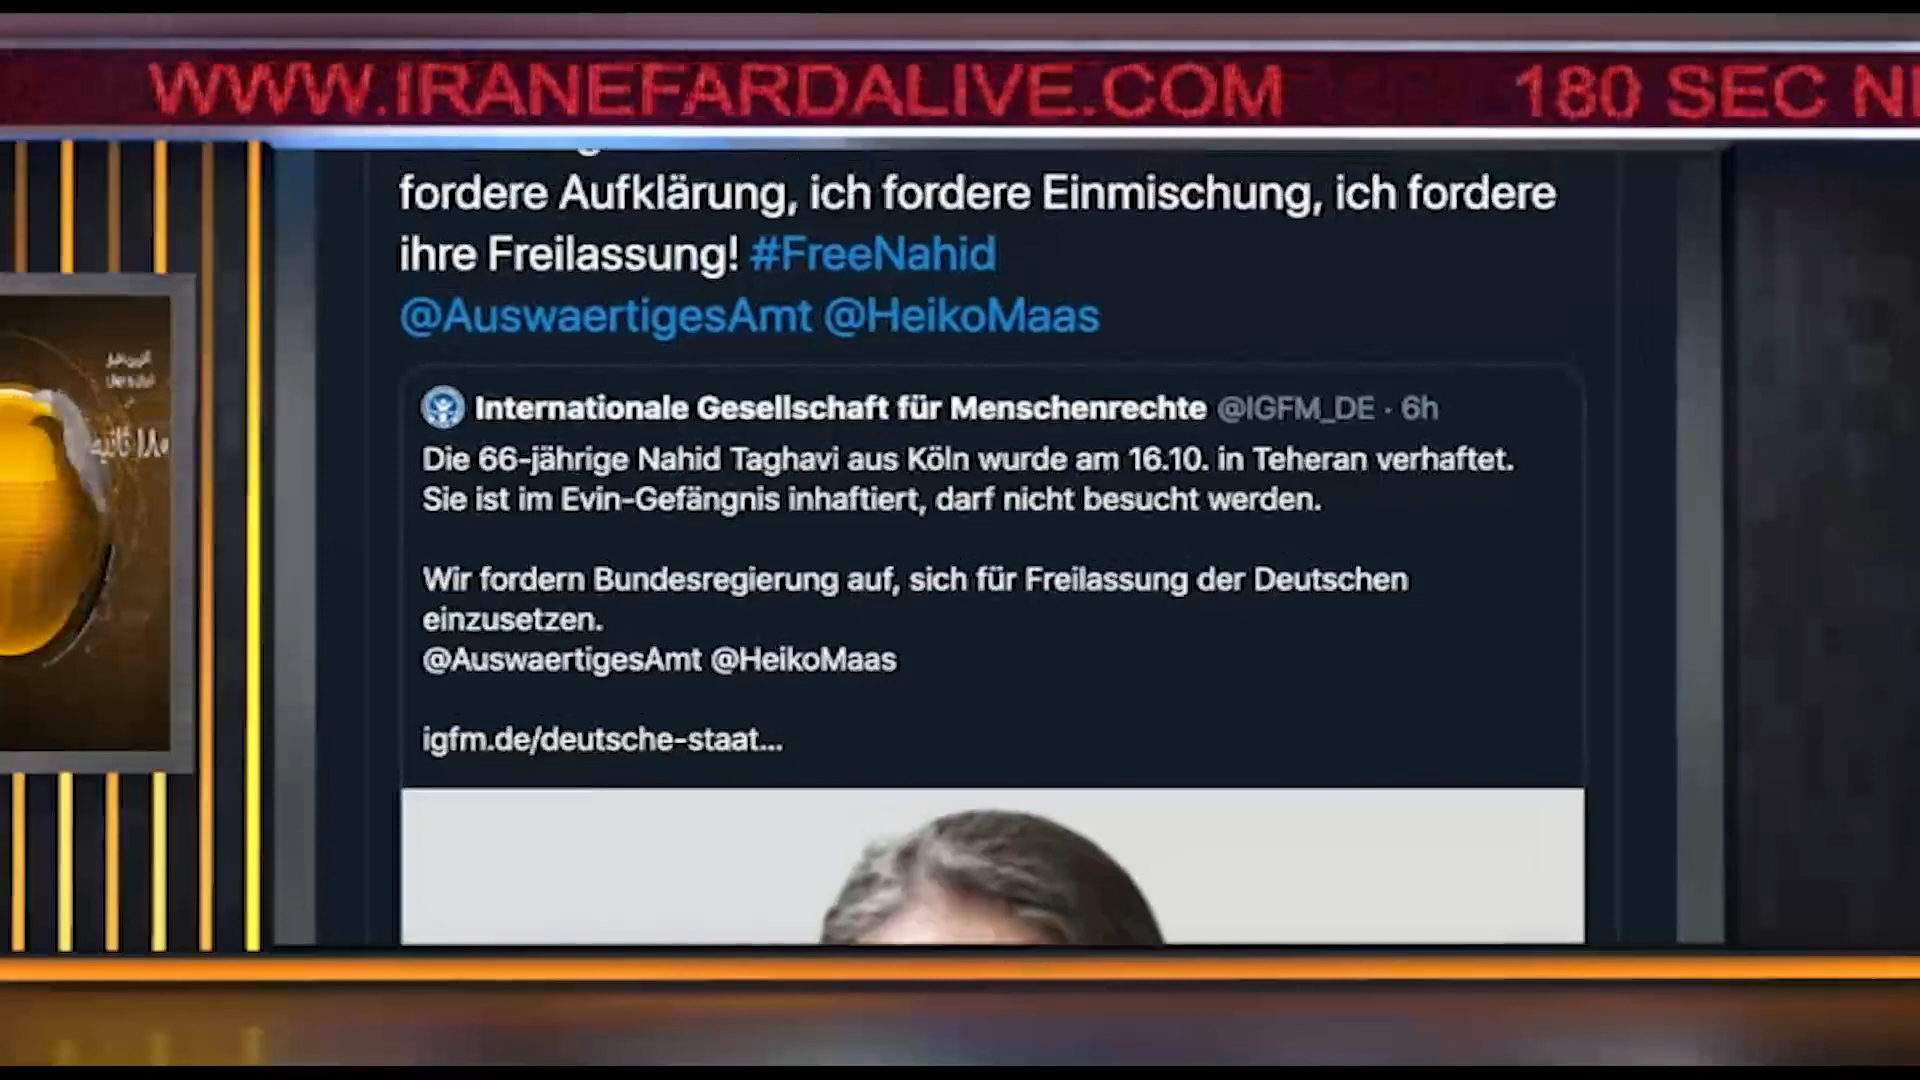 WWW.IRANEFARDALIVE.COM 180 SEC
fordere Aufklärung, ich fordere Einmischung, ich fordere
ihre Freilassung! #FreeNahid
@AuswaertigesAmt @HeikoMaas
Internationale Gesellschaft für Menschenrechte @IGFM_DE · 6h
Die 66-jährige Nahid Taghavi aus Köln wurde am 16.10. in Teheran verhaftet.
Sie ist im Evin-Gefängnis inhaftiert, darf nicht besucht werden.
Wir fordern Bundesregierung auf, sich für Freilassung der Deutschen
einzusetzen.
@AuswaertigesAmt @HeikoMaas
igfm.de/deutsche-staat...
۱۸۰ ثانیه